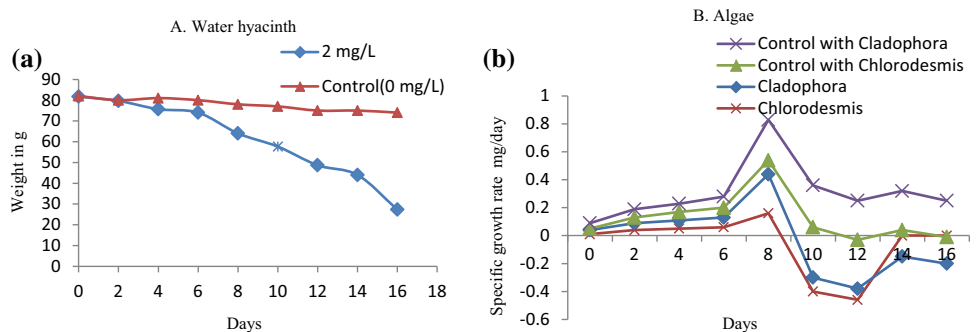 A. Water hyacinth
(a)
2 mg/L
Control(0 mg/L)
90
80
70
60
50
40
30
20
10
0
0 2 4 6 8 10 12 14 16 18
Weight in g
Days
B. Algae
(b)
Control with Cladophora
Control with Chlorodesmis
Cladophora
Chlorodesmis
1
0.8
0.6
0.4
0.2
0
-0.2
-0.4
-0.6
0 2 4 6 8 10 12 14 16
Specific growth rate mg/day
Days